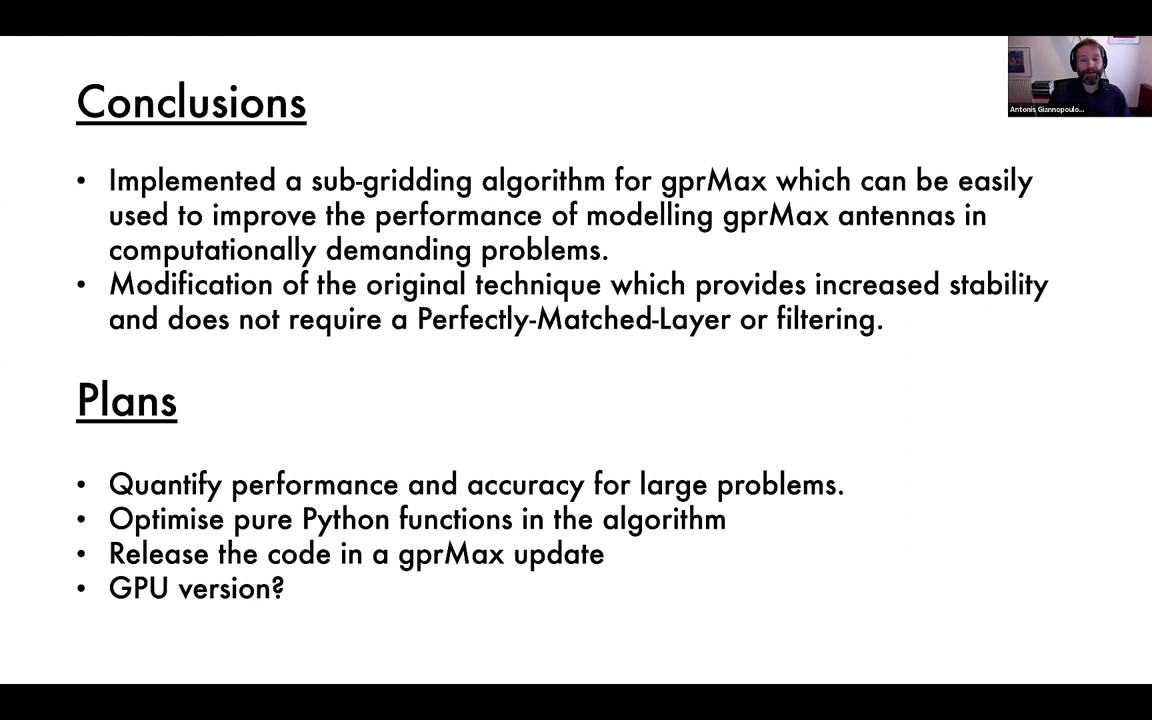 Antonis Giannopoulo...
Conclusions
• Implemented a sub-gridding algorithm for gprMax which can be easily
used to improve the performance of modelling gprMax antennas in
computationally demanding problems.
• Modification of the original technique which provides increased stability
and does not require a Perfectly-Matched-Layer or filtering.
Plans
• Quantify performance and accuracy for large problems.
• Optimise pure Python functions in the algorithm
• Release the code in a gprMax update
• GPU version?